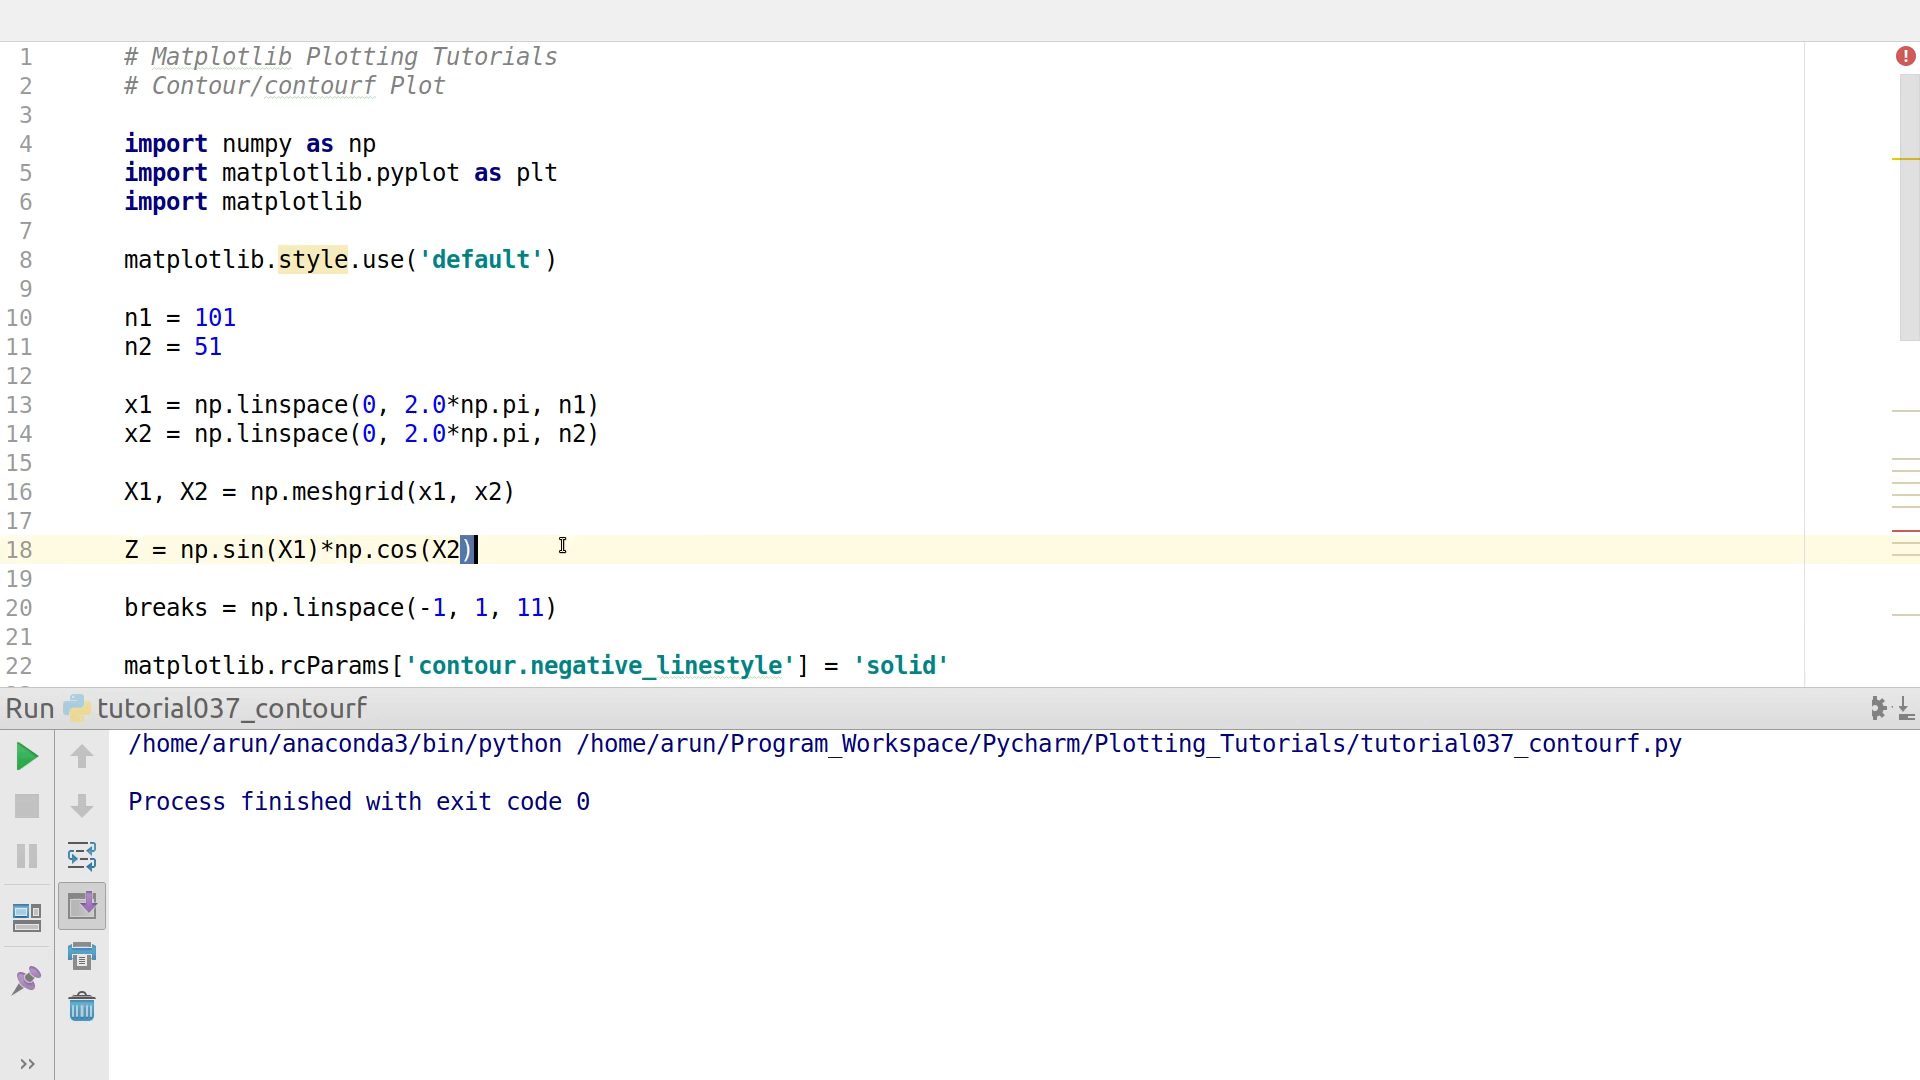 1 # Matplotlib Plotting Tutorials
2 # Contour/contourf Plot
3
4 import numpy as np
5 import matplotlib.pyplot as plt
6 import matplotlib
7
8 matplotlib.style.use('default')
9
10 n1 = 101
11 n2 = 51
12
13 x1 = np.linspace(0, 2.0*np.pi, n1)
14 x2 = np.linspace(0, 2.0*np.pi, n2)
15
16 X1, X2 = np.meshgrid(x1, x2)
17
18 Z = np.sin(X1)*np.cos(X2)
19
20 breaks = np.linspace(-1, 1, 11)
21
22 matplotlib.rcParams['contour.negative_linestyle'] = 'solid'
Run tutorial037_contourf
/home/arun/anaconda3/bin/python /home/arun/Program_Workspace/Pycharm/Plotting_Tutorials/tutorial037_contourf.py
Process finished with exit code 0